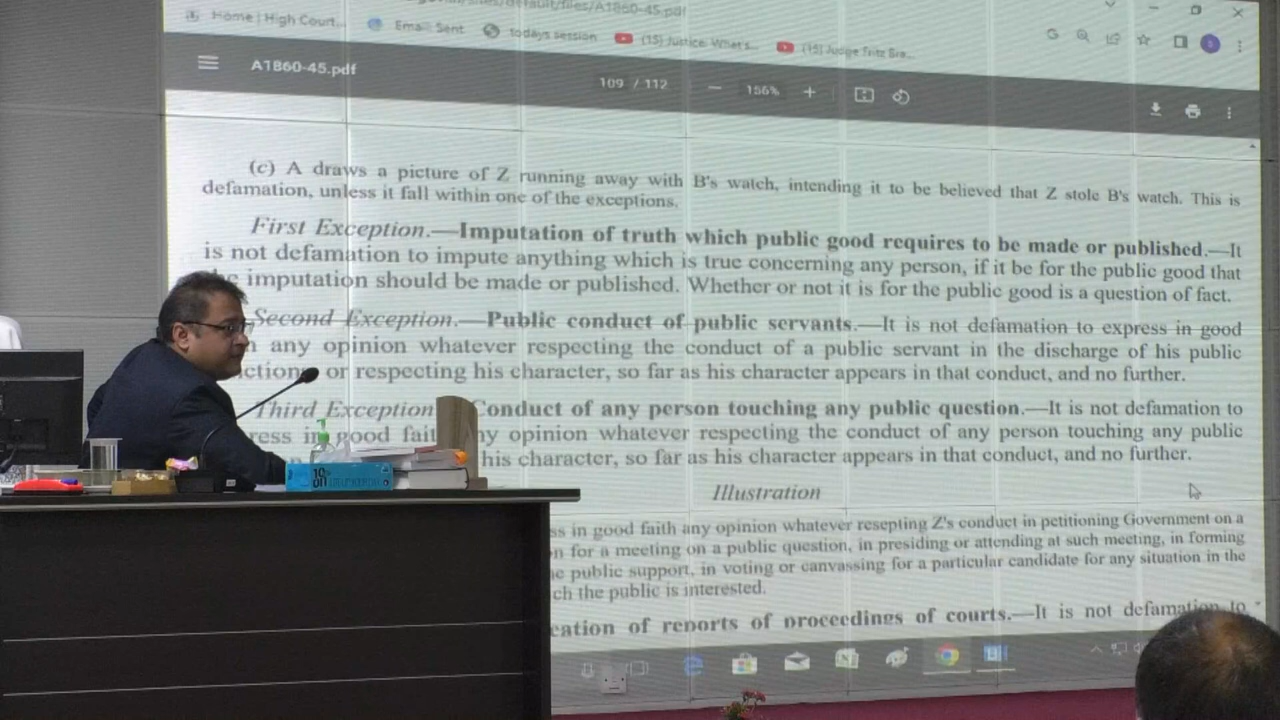 sites/default/files/A1860-45.pdf
Home | High Court... Email Sent todays session (15) Justice: What's... (15) Judge Fritz Bra...
A1860-45.pdf 109 / 112 — 156% +
(c) A draws a picture of Z running away with B's watch, intending it to be believed that Z stole B's watch. This is
defamation, unless it fall within one of the exceptions.
First Exception.—Imputation of truth which public good requires to be made or published.—It
is not defamation to impute anything which is true concerning any person, if it be for the public good that
imputation should be made or published. Whether or not it is for the public good is a question of fact.
Second Exception.—Public conduct of public servants.—It is not defamation to express in good
any opinion whatever respecting the conduct of a public servant in the discharge of his public
or respecting his character, so far as his character appears in that conduct, and no further.
Third Exception Conduct of any person touching any public question.—It is not defamation to
in good opinion whatever respecting the conduct of any person touching any public
his character, so far as his character appears in that conduct, and no further.
Illustration
in good faith any opinion whatever resepting Z's conduct in petitioning Government on a
for a meeting on a public question, in presiding or attending at such meeting, in forming
public support, in voting or canvassing for a particular candidate for any situation in the
the public is interested.
of reports of proceedings of courts.—It is not defamation to